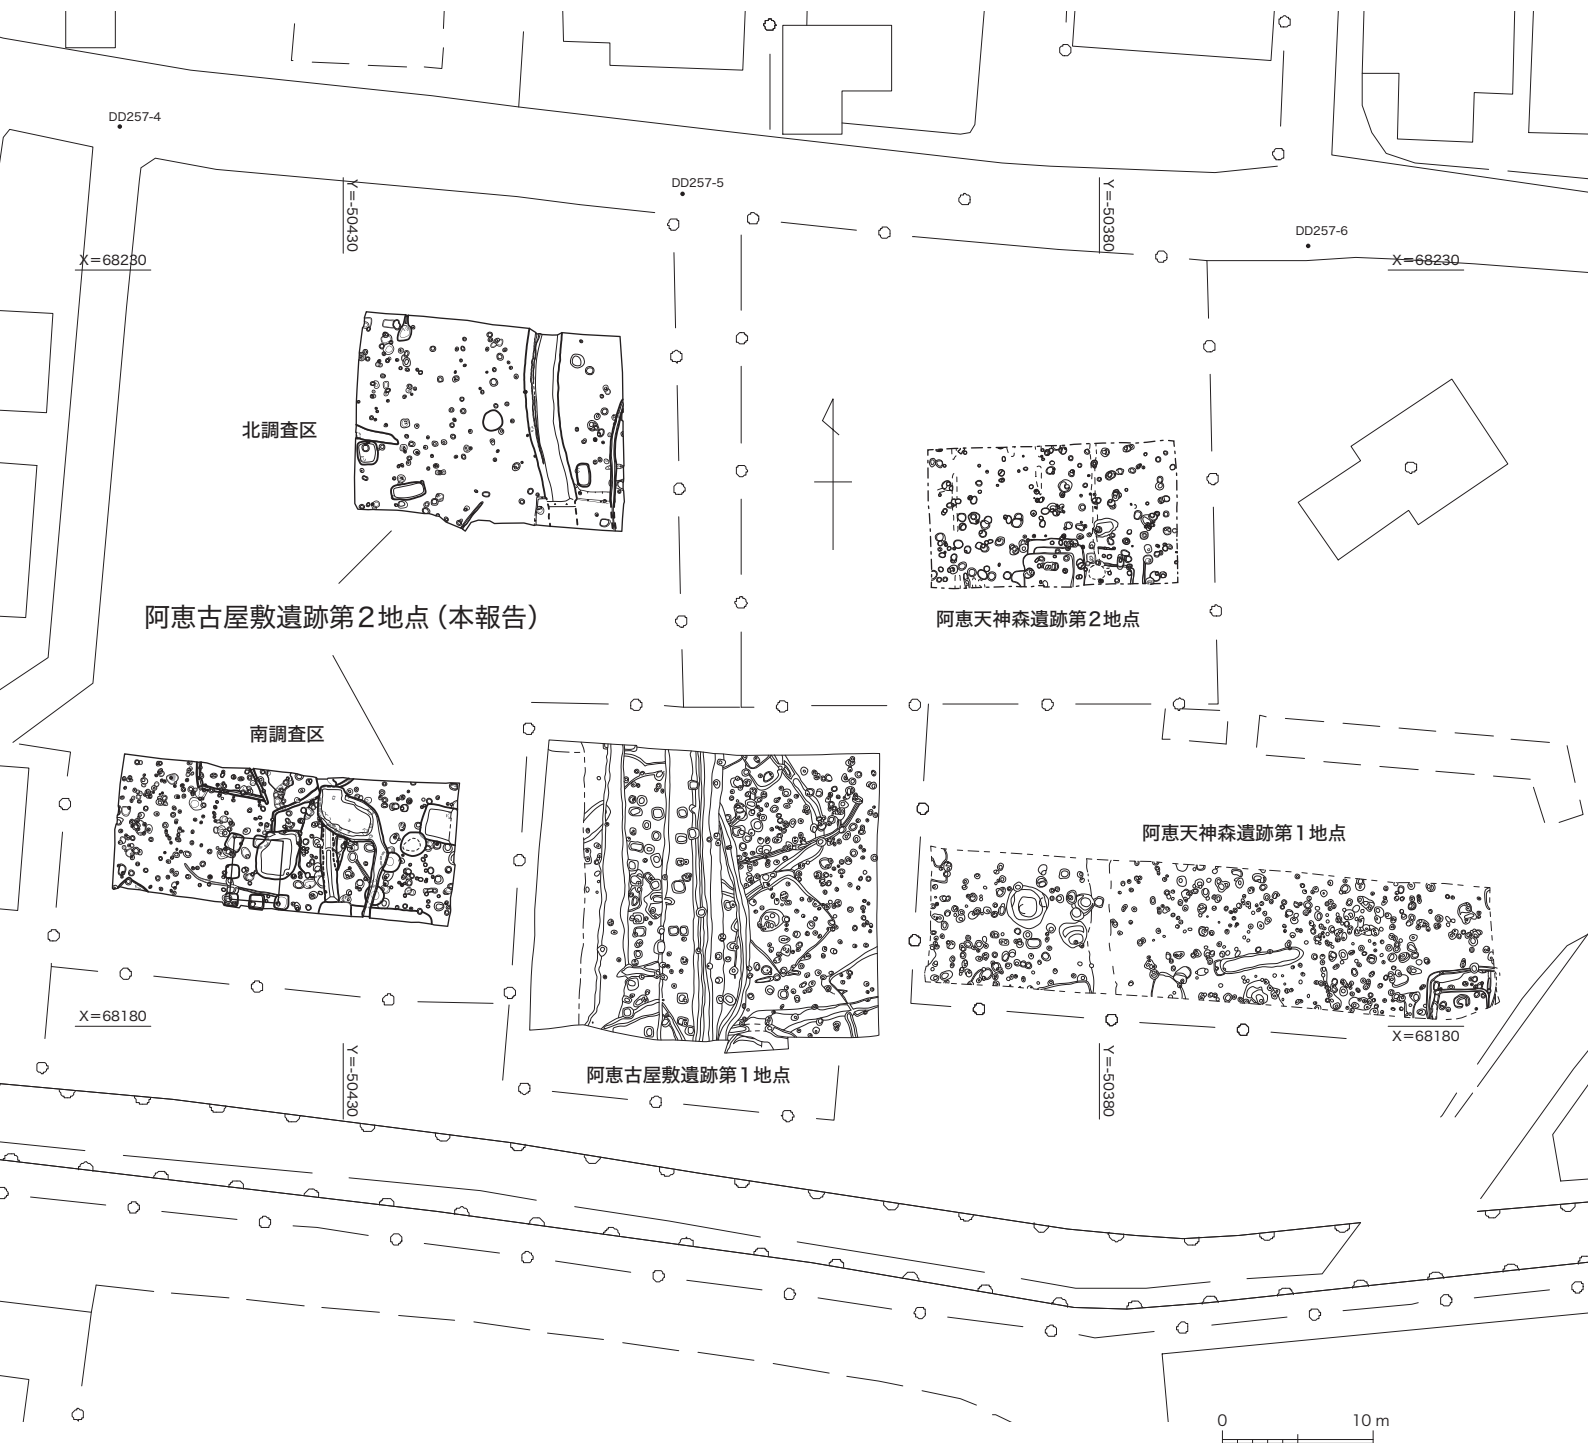 DD257-4
DD257-5
DD257-6
Y=-50430
Y=-50380
X=68230
X=68230
北調査区
阿恵古屋敷遺跡第2地点(本報告)
阿恵天神森遺跡第2地点
南調査区
阿恵天神森遺跡第1地点
X=68180
X=68180
Y=-50430
Y=-50380
阿恵古屋敷遺跡第1地点
0 10 m